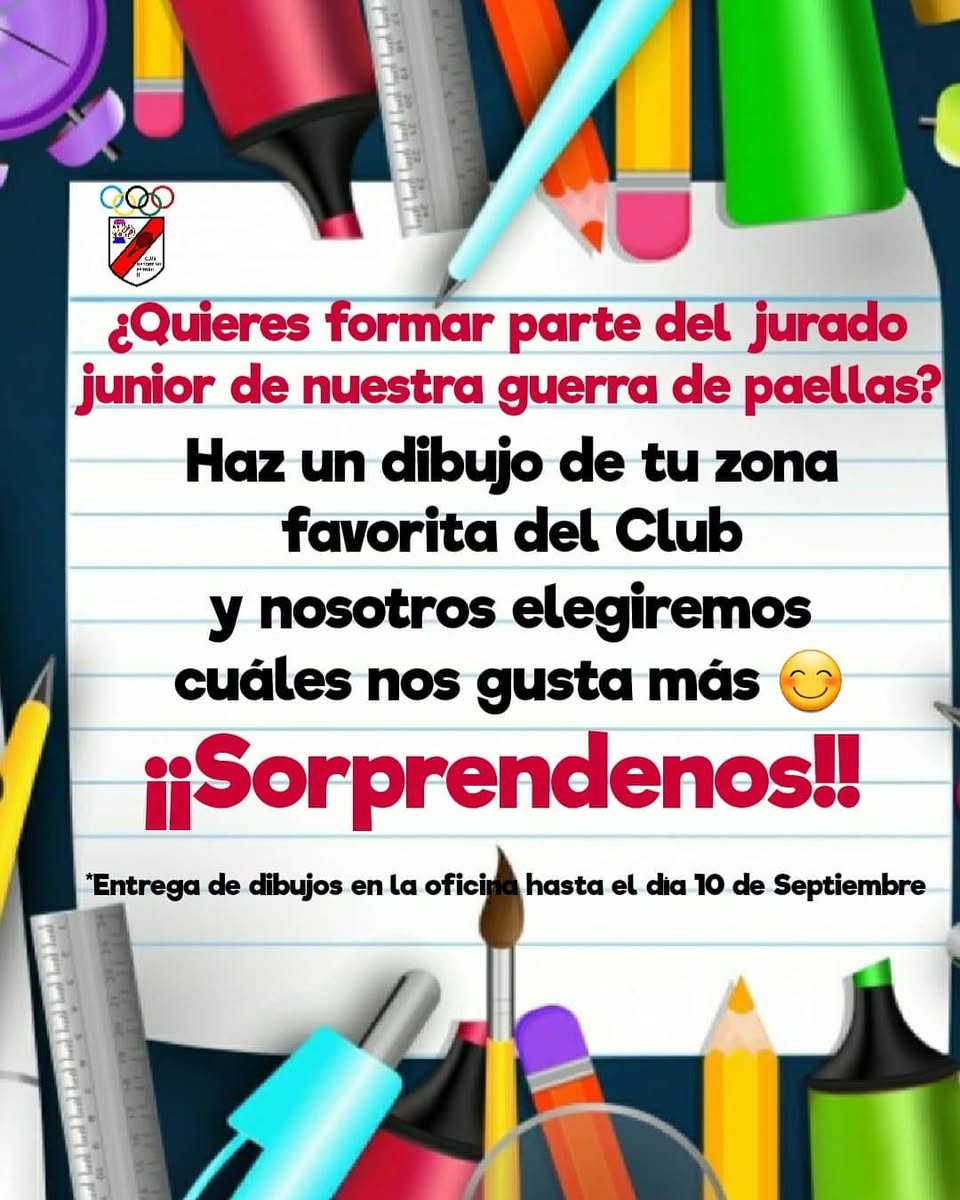 ¿Quieres formar parte del jurado
junior de nuestra guerra de paellas?
Haz un dibujo de tu zona
favorita del Club
y nosotros elegiremos
cuáles nos gusta más 😊
¡¡Sorprendenos!!
*Entrega de dibujos en la oficina hasta el día 10 de Septiembre